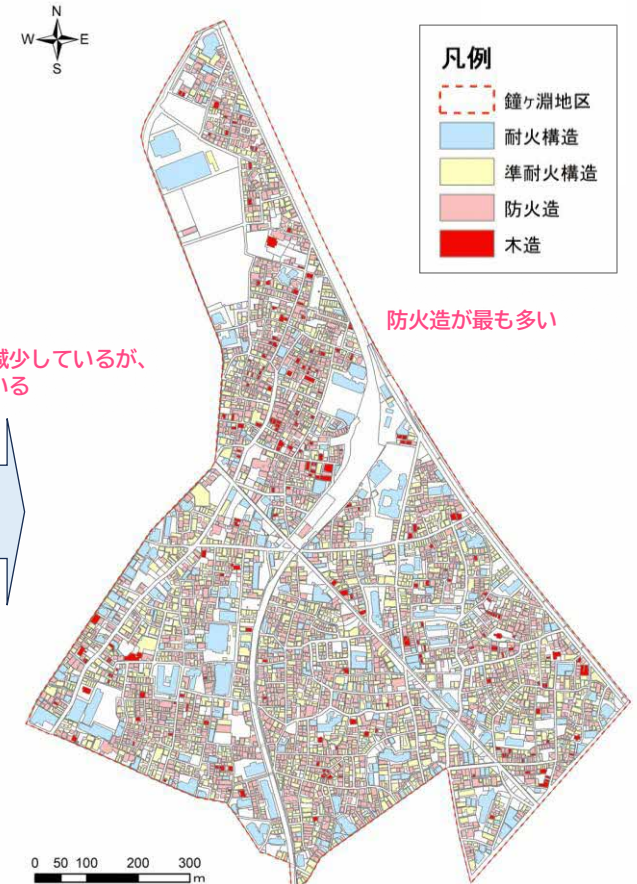 N
W E
S
凡例
鐘ヶ淵地区
耐火構造
準耐火構造
防火造
木造
防火造が最も多い
減少しているが、
いる
0 50 100 200 300
m